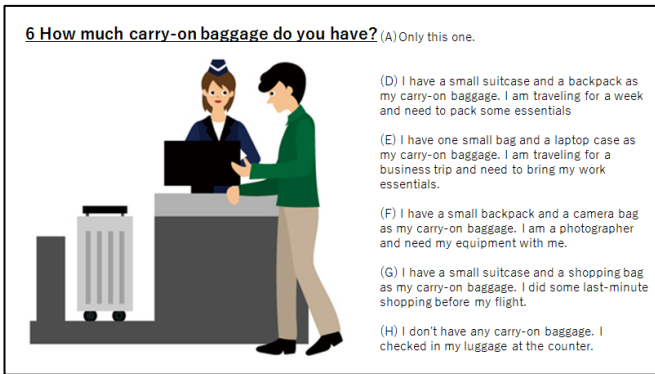 6 How much carry-on baggage do you have?
(A)Only this one.
(D) I have a small suitcase and a backpack as
my carry-on baggage. I am traveling for a week
and need to pack some essentials
(E) I have one small bag and a laptop case as
my carry-on baggage. I am traveling for a
business trip and need to bring my work
essentials.
(F) I have a small backpack and a camera bag
as my carry-on baggage. I am a photographer
and need my equipment with me.
(G) I have a small suitcase and a shopping bag
as my carry-on baggage. I did some last-minute
shopping before my flight.
(H) I don't have any carry-on baggage. I
checked in my luggage at the counter.